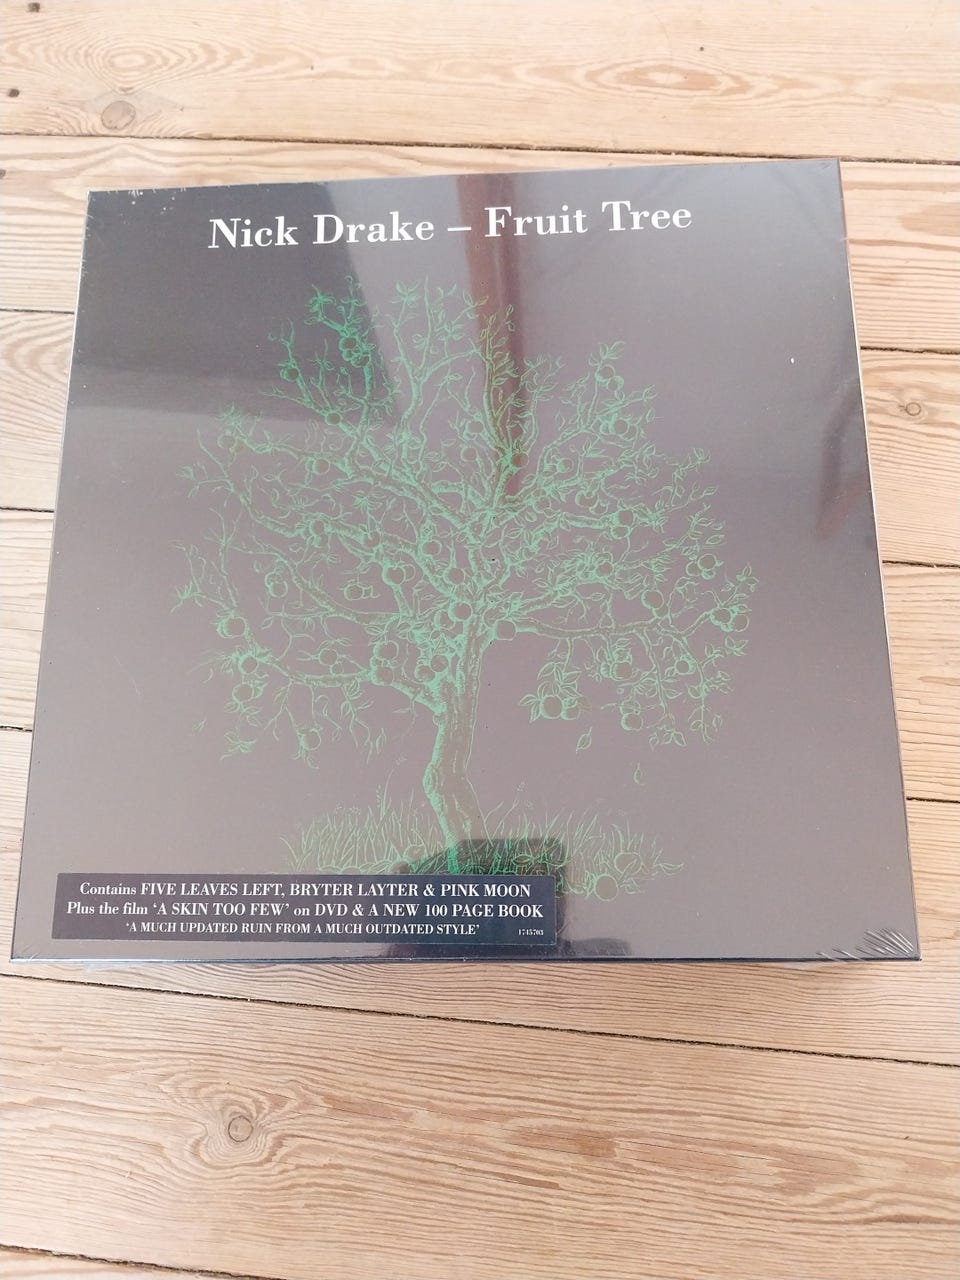 Nick Drake – Fruit Tree
Contains FIVE LEAVES LEFT, BRYTER LAYTER & PINK MOON
Plus the film ‘A SKIN TOO FEW’ on DVD & A NEW 100 PAGE BOOK
‘A MUCH UPDATED RUIN FROM A MUCH OUTDATED STYLE’
1745703